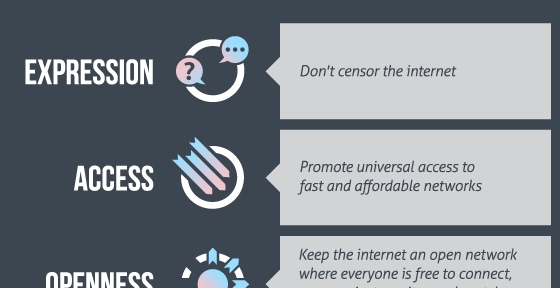 EXPRESSION
?
Don't censor the internet
ACCESS
Promote universal access to
fast and affordable networks
OPENNESS
Keep the internet an open network
where everyone is free to connect,